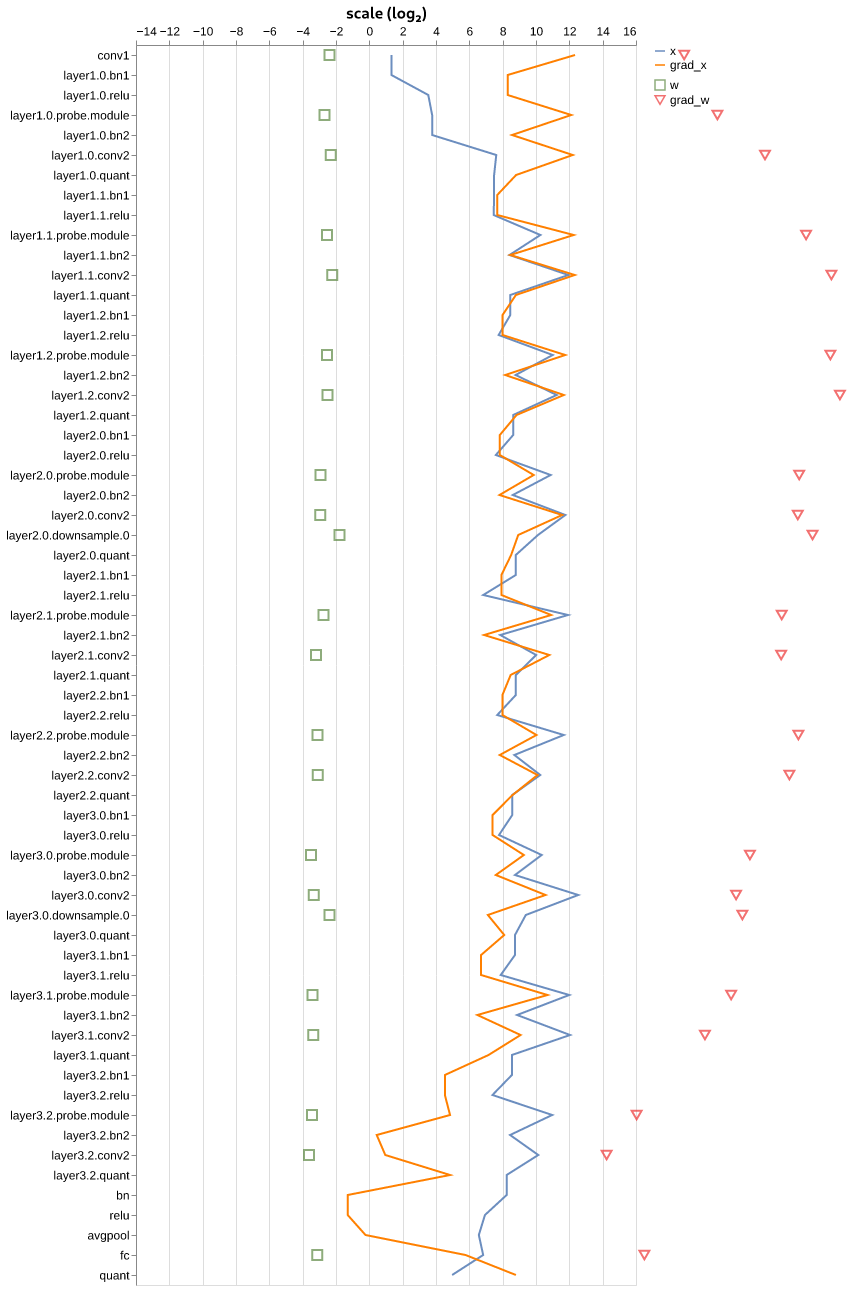 scale (log₂)
−14 −12 −10 −8 −6 −4 −2 0 2 4 6 8 10 12 14 16
conv1
layer1.0.bn1
layer1.0.relu
layer1.0.probe.module
layer1.0.bn2
layer1.0.conv2
layer1.0.quant
layer1.1.bn1
layer1.1.relu
layer1.1.probe.module
layer1.1.bn2
layer1.1.conv2
layer1.1.quant
layer1.2.bn1
layer1.2.relu
layer1.2.probe.module
layer1.2.bn2
layer1.2.conv2
layer1.2.quant
layer2.0.bn1
layer2.0.relu
layer2.0.probe.module
layer2.0.bn2
layer2.0.conv2
layer2.0.downsample.0
layer2.0.quant
layer2.1.bn1
layer2.1.relu
layer2.1.probe.module
layer2.1.bn2
layer2.1.conv2
layer2.1.quant
layer2.2.bn1
layer2.2.relu
layer2.2.probe.module
layer2.2.bn2
layer2.2.conv2
layer2.2.quant
layer3.0.bn1
layer3.0.relu
layer3.0.probe.module
layer3.0.bn2
layer3.0.conv2
layer3.0.downsample.0
layer3.0.quant
layer3.1.bn1
layer3.1.relu
layer3.1.probe.module
layer3.1.bn2
layer3.1.conv2
layer3.1.quant
layer3.2.bn1
layer3.2.relu
layer3.2.probe.module
layer3.2.bn2
layer3.2.conv2
layer3.2.quant
bn
relu
avgpool
fc
quant
x
grad_x
w
grad_w